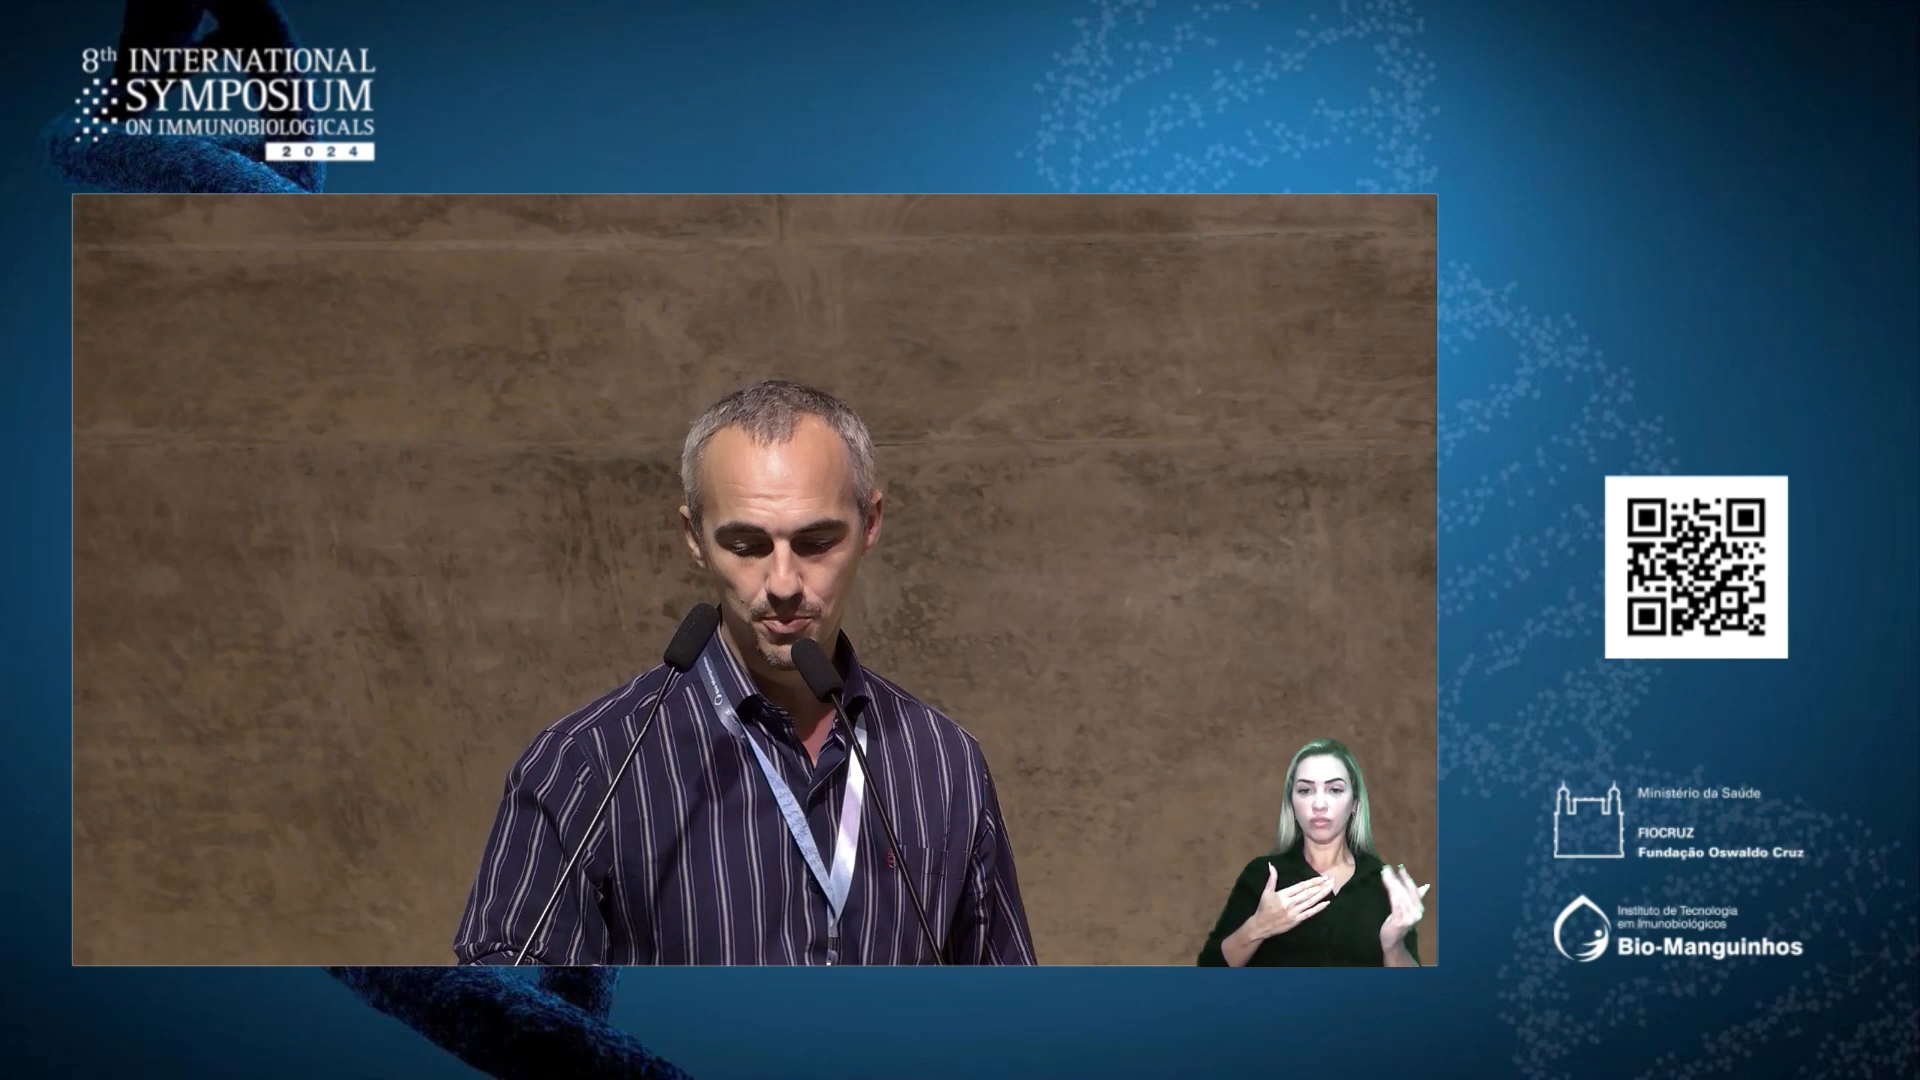 8th INTERNATIONAL
SYMPOSIUM
ON IMMUNOBIOLOGICALS
2024
Ministério da Saúde
FIOCRUZ
Fundação Oswaldo Cruz
Instituto de Tecnologia
em Imunobiológicos
Bio-Manguinhos